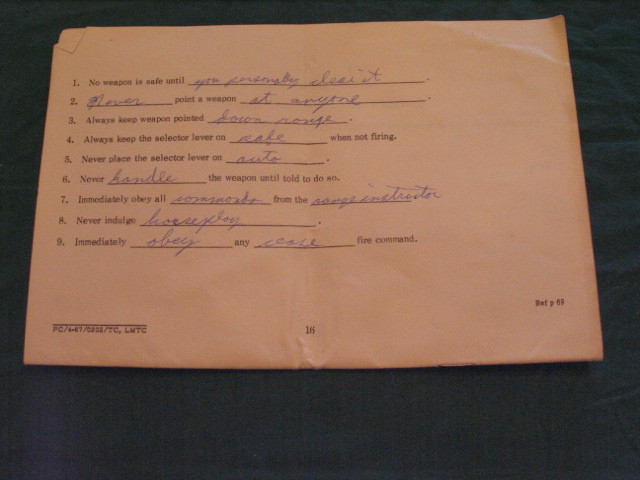 1. No weapon is safe until you personally clear it.
2. Never point a weapon at anyone.
3. Always keep weapon pointed down range.
4. Always keep the selector lever on safe when not firing.
5. Never place the selector lever on auto.
6. Never handle the weapon until told to do so.
7. Immediately obey all commands from the range instructor
8. Never indulge horseplay.
9. Immediately obey any cease fire command.
Ref p 69
PC/4-67/0302/TC, LMTC
16